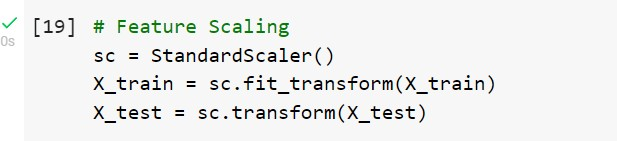 [19] # Feature Scaling
0s
sc = StandardScaler()
X_train = sc.fit_transform(X_train)
X_test = sc.transform(X_test)